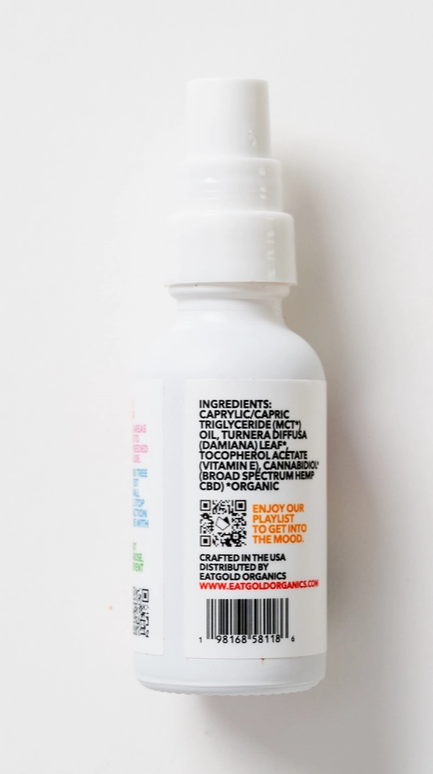 INGREDIENTS:
CAPRYLIC/CAPRIC
TRIGLYCERIDE (MCT*)
OIL, TURNERA DIFFUSA
(DAMIANA) LEAF*,
TOCOPHEROL ACETATE
(VITAMIN E), CANNABIDIOL*
(BROAD SPECTRUM HEMP
CBD) *ORGANIC
ENJOY OUR
PLAYLIST
TO GET INTO
THE MOOD.
CRAFTED IN THE USA
DISTRIBUTED BY
EATGOLD ORGANICS
WWW.EATGOLDORGANICS.COM
1 98168 58118 6